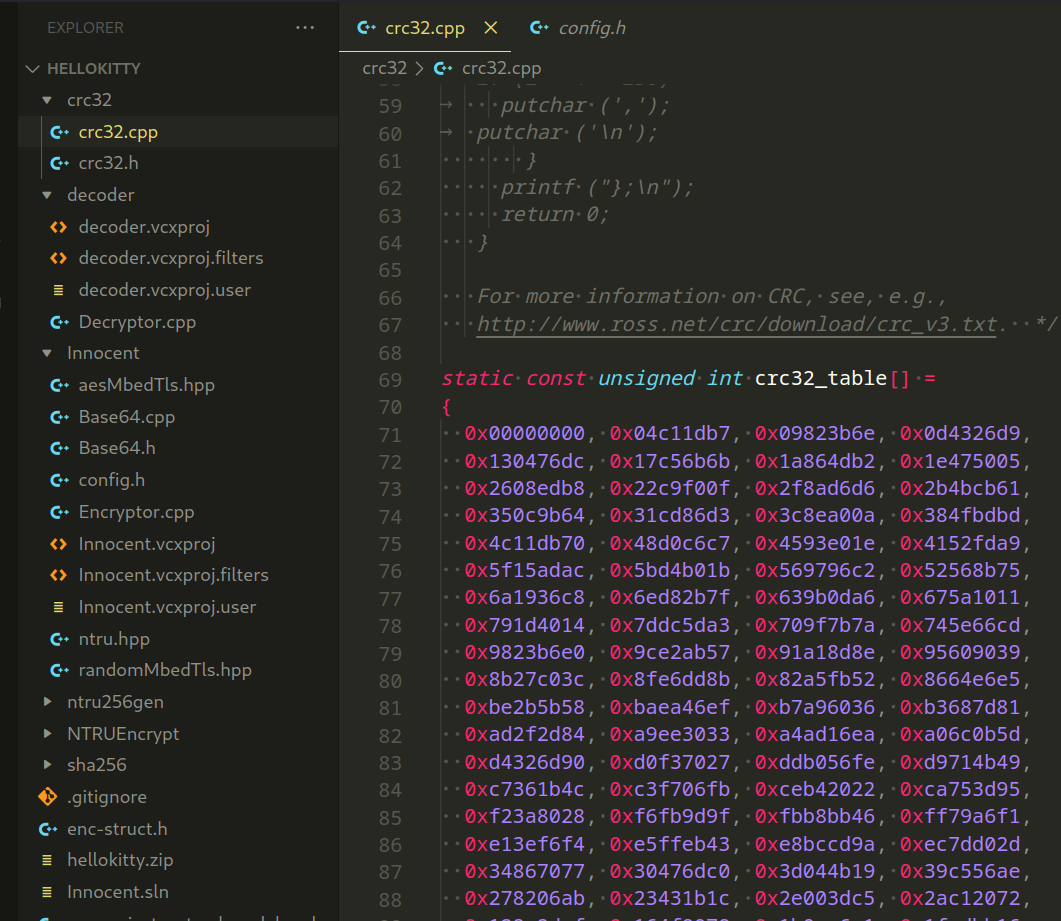 EXPLORER
HELLOKITTY
crc32
crc32.cpp
crc32.h
decoder
decoder.vcxproj
decoder.vcxproj.filters
decoder.vcxproj.user
Decryptor.cpp
Innocent
aesMbedTls.hpp
Base64.cpp
Base64.h
config.h
Encryptor.cpp
Innocent.vcxproj
Innocent.vcxproj.filters
Innocent.vcxproj.user
ntru.hpp
randomMbedTls.hpp
ntru256gen
NTRUEncrypt
sha256
.gitignore
enc-struct.h
hellokitty.zip
Innocent.sln
crc32.cpp config.h
crc32 > crc32.cpp
59 putchar (',');
60 putchar ('\n');
61 }
62 printf ("};\n");
63 return 0;
64 }
65
66 For more information on CRC, see, e.g.,
67 http://www.ross.net/crc/download/crc_v3.txt. */
68
69 static const unsigned int crc32_table[] =
70 {
71 0x00000000, 0x04c11db7, 0x09823b6e, 0x0d4326d9,
72 0x130476dc, 0x17c56b6b, 0x1a864db2, 0x1e475005,
73 0x2608edb8, 0x22c9f00f, 0x2f8ad6d6, 0x2b4bcb61,
74 0x350c9b64, 0x31cd86d3, 0x3c8ea00a, 0x384fbdbd,
75 0x4c11db70, 0x48d0c6c7, 0x4593e01e, 0x4152fda9,
76 0x5f15adac, 0x5bd4b01b, 0x569796c2, 0x52568b75,
77 0x6a1936c8, 0x6ed82b7f, 0x639b0da6, 0x675a1011,
78 0x791d4014, 0x7ddc5da3, 0x709f7b7a, 0x745e66cd,
79 0x9823b6e0, 0x9ce2ab57, 0x91a18d8e, 0x95609039,
80 0x8b27c03c, 0x8fe6dd8b, 0x82a5fb52, 0x8664e6e5,
81 0xbe2b5b58, 0xbaea46ef, 0xb7a96036, 0xb3687d81,
82 0xad2f2d84, 0xa9ee3033, 0xa4ad16ea, 0xa06c0b5d,
83 0xd4326d90, 0xd0f37027, 0xddb056fe, 0xd9714b49,
84 0xc7361b4c, 0xc3f706fb, 0xceb42022, 0xca753d95,
85 0xf23a8028, 0xf6fb9d9f, 0xfbb8bb46, 0xff79a6f1,
86 0xe13ef6f4, 0xe5ffeb43, 0xe8bccd9a, 0xec7dd02d,
87 0x34867077, 0x30476dc0, 0x3d044b19, 0x39c556ae,
88 0x278206ab, 0x23431b1c, 0x2e003dc5, 0x2ac12072,